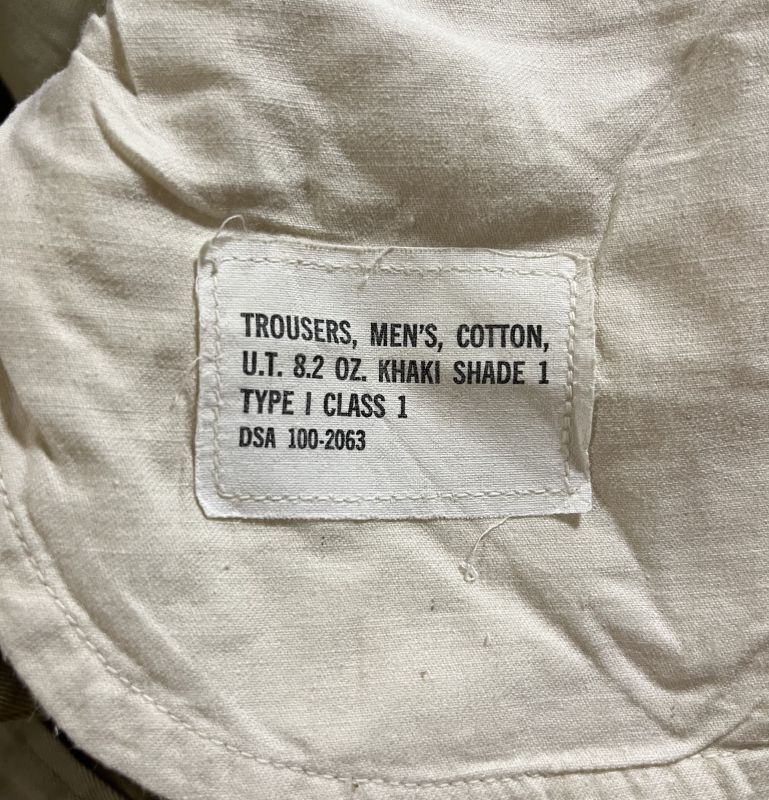 TROUSERS, MEN'S, COTTON,
U.T. 8.2 OZ. KHAKI SHADE 1
TYPE I CLASS 1
DSA 100-2063